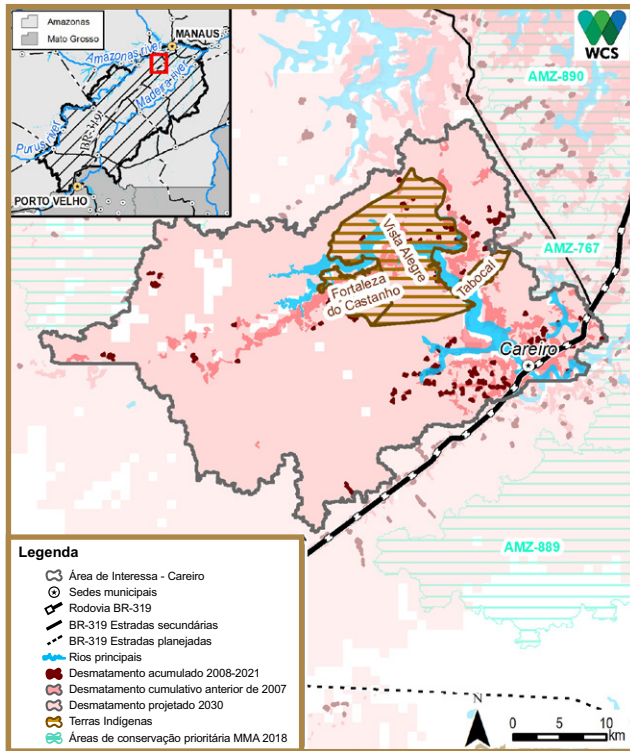 Amazonas
Mato Grosso
MANAUS
Amazonas river
Madeira river
Purus river
BR-319
PORTO VELHO
WCS
AMZ-890
AMZ-767
Vista Alegre
Tabocal
Fortaleza
do Castanho
Careiro
AMZ-889
Legenda
Área de Interessa - Careiro
Sedes municipais
Rodovia BR-319
BR-319 Estradas secundárias
BR-319 Estradas planejadas
Rios principais
Desmatamento acumulado 2008-2021
Desmatamento cumulativo anterior de 2007
Desmatamento projetado 2030
Terras Indígenas
Áreas de conservação prioritária MMA 2018
N
0 5 10
km